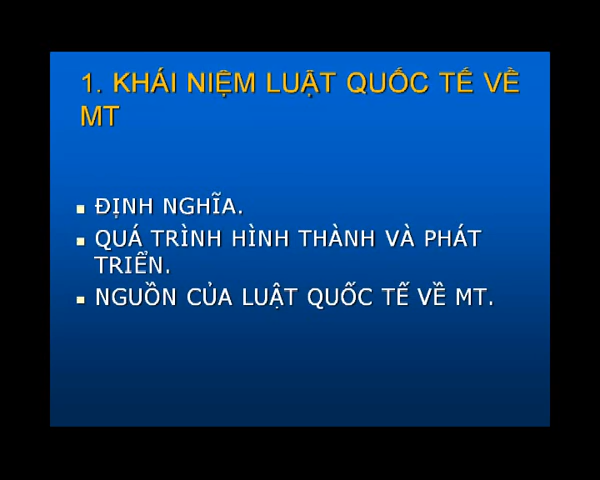 1. KHÁI NIỆM LUẬT QUỐC TẾ VỀ
MT
ĐỊNH NGHĨA.
QUÁ TRÌNH HÌNH THÀNH VÀ PHÁT
TRIỂN.
NGUỒN CỦA LUẬT QUỐC TẾ VỀ MT.